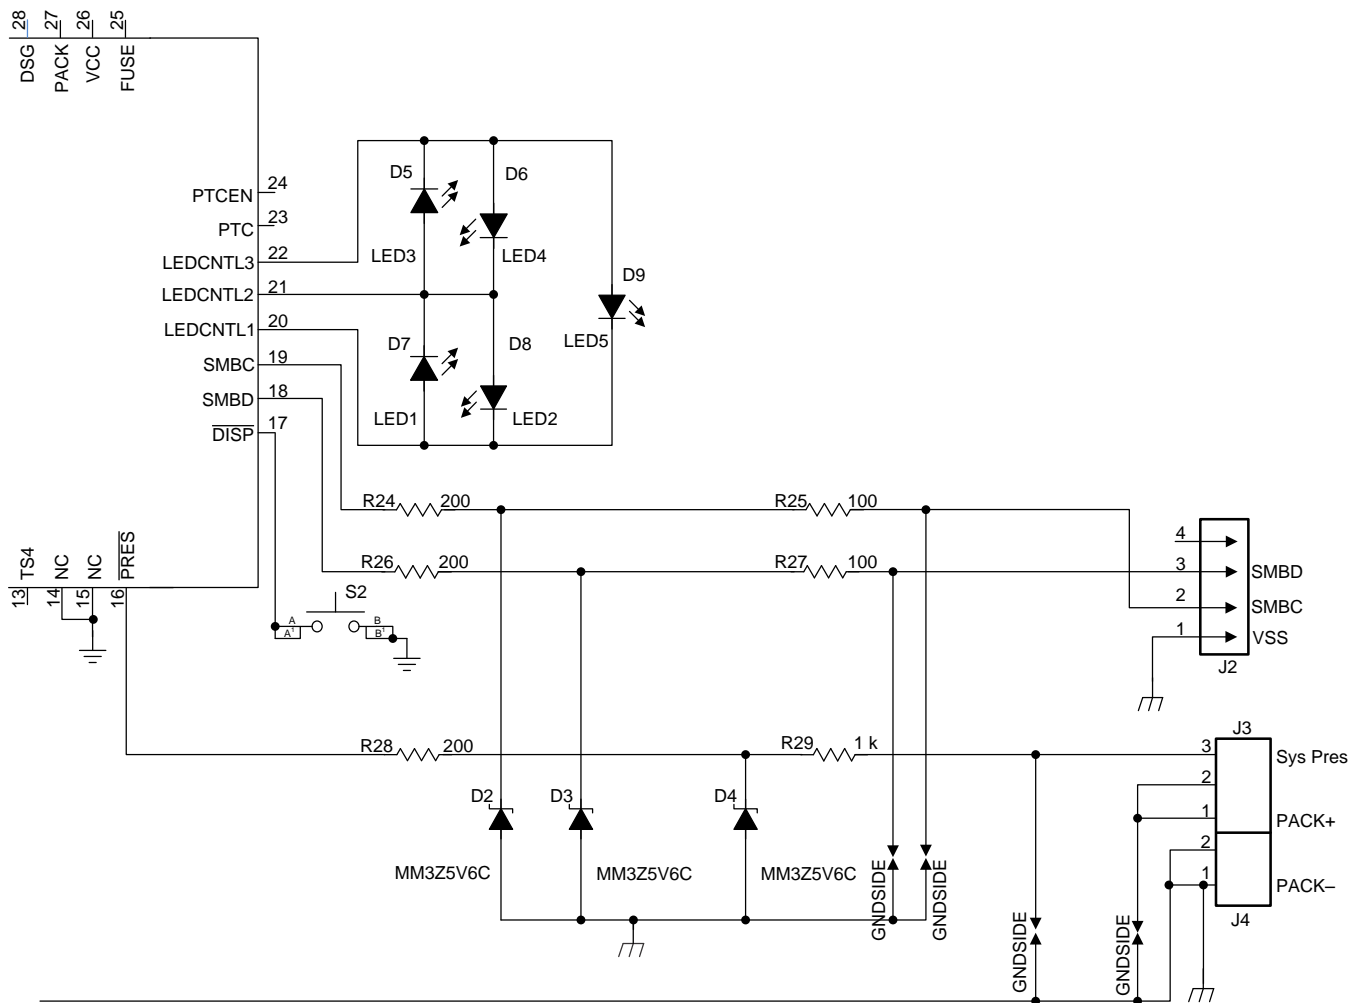 28
27
26
25
DSG
PACK
VCC
FUSE
PTCEN
24
PTC
23
LEDCNTL3
22
LEDCNTL2
21
LEDCNTL1
20
SMBC
19
SMBD
18
DISP
17
D5
D6
LED3
LED4
D9
LED5
D7
D8
LED1
LED2
R24
200
R25
100
R26
200
R27
100
4
3
SMBD
2
SMBC
1
VSS
J2
TS4
NC
NC
PRES
13
14
15
16
S2
A
A1
B
B1
R28
200
R29
1 k
J3
3
Sys Pres
2
1
PACK+
2
1
PACK–
J4
D2
D3
D4
MM3Z5V6C
MM3Z5V6C
MM3Z5V6C
GNDSIDE
GNDSIDE
GNDSIDE
GNDSIDE